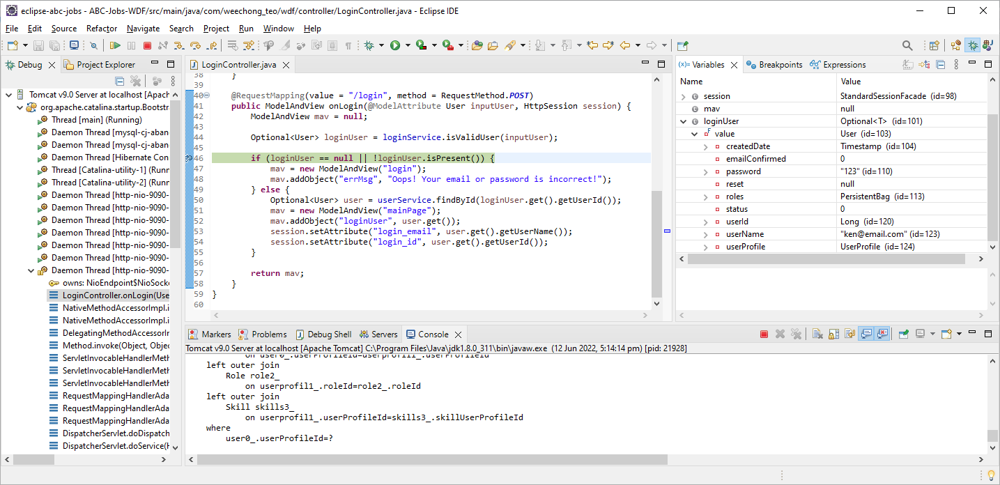 eclipse-abc-jobs - ABC-Jobs-WDF/src/main/java/com/weechong_teo/wdf/controller/LoginController.java - Eclipse IDE
File Edit Source Refactor Navigate Search Project Run Window Help
Debug Project Explorer
Tomcat v9.0 Server at localhost [Apach
org.apache.catalina.startup.Bootstra
Thread [main] (Running)
Daemon Thread [mysql-cj-aban
Daemon Thread [mysql-cj-aban
Daemon Thread [Hibernate Con
Thread [Catalina-utility-1] (Runn
Thread [Catalina-utility-2] (Runn
Daemon Thread [http-nio-9090-
Daemon Thread [http-nio-9090-
Daemon Thread [http-nio-9090-
Daemon Thread [http-nio-9090-
Daemon Thread [http-nio-9090-
Daemon Thread [http-nio-9090-
Daemon Thread [http-nio-9090-
owns: NioEndpoint$NioSocke
LoginController.onLogin(Use
NativeMethodAccessorImpl.i
NativeMethodAccessorImpl.i
DelegatingMethodAccessorIr
Method.invoke(Object, Objec
ServletInvocableHandlerMeth
ServletInvocableHandlerMeth
ServletInvocableHandlerMeth
RequestMappingHandlerAda
RequestMappingHandlerAda
RequestMappingHandlerAda
DispatcherServlet.doDispatch
DispatcherServlet.doService(H
LoginController.java
38 }
39
40 @RequestMapping(value = "/login", method = RequestMethod.POST)
41 public ModelAndView onLogin(@ModelAttribute User inputUser, HttpSession session) {
42 ModelAndView mav = null;
43
44 Optional<User> loginUser = loginService.isValidUser(inputUser);
45
46 if (loginUser == null || !loginUser.isPresent()) {
47 mav = new ModelAndView("login");
48 mav.addObject("errMsg", "Oops! Your email or password is incorrect!");
49 } else {
50 Optional<User> user = userService.findById(loginUser.get().getUserId());
51 mav = new ModelAndView("mainPage");
52 mav.addObject("loginUser", user.get());
53 session.setAttribute("login_email", user.get().getUserName());
54 session.setAttribute("login_id", user.get().getUserId());
55 }
56
57 return mav;
58 }
59 }
60
(x)= Variables Breakpoints Expressions
Name Value
session StandardSessionFacade (id=98)
mav null
loginUser Optional<T> (id=101)
value User (id=103)
createdDate Timestamp (id=104)
emailConfirmed 0
password "123" (id=110)
reset null
roles PersistentBag (id=113)
status 0
userId Long (id=120)
userName "ken@email.com" (id=123)
userProfile UserProfile (id=124)
Markers Problems Debug Shell Servers Console
Tomcat v9.0 Server at localhost [Apache Tomcat] C:\Program Files\Java\jdk1.8.0_311\bin\javaw.exe (12 Jun 2022, 5:14:14 pm) [pid: 21928]
on user0_.userProfileId=userprofil1_.userProfileId
left outer join
Role role2_
on userprofil1_.roleId=role2_.roleId
left outer join
Skill skills3_
on userprofil1_.userProfileId=skills3_.skillUserProfileId
where
user0_.userProfileId=?